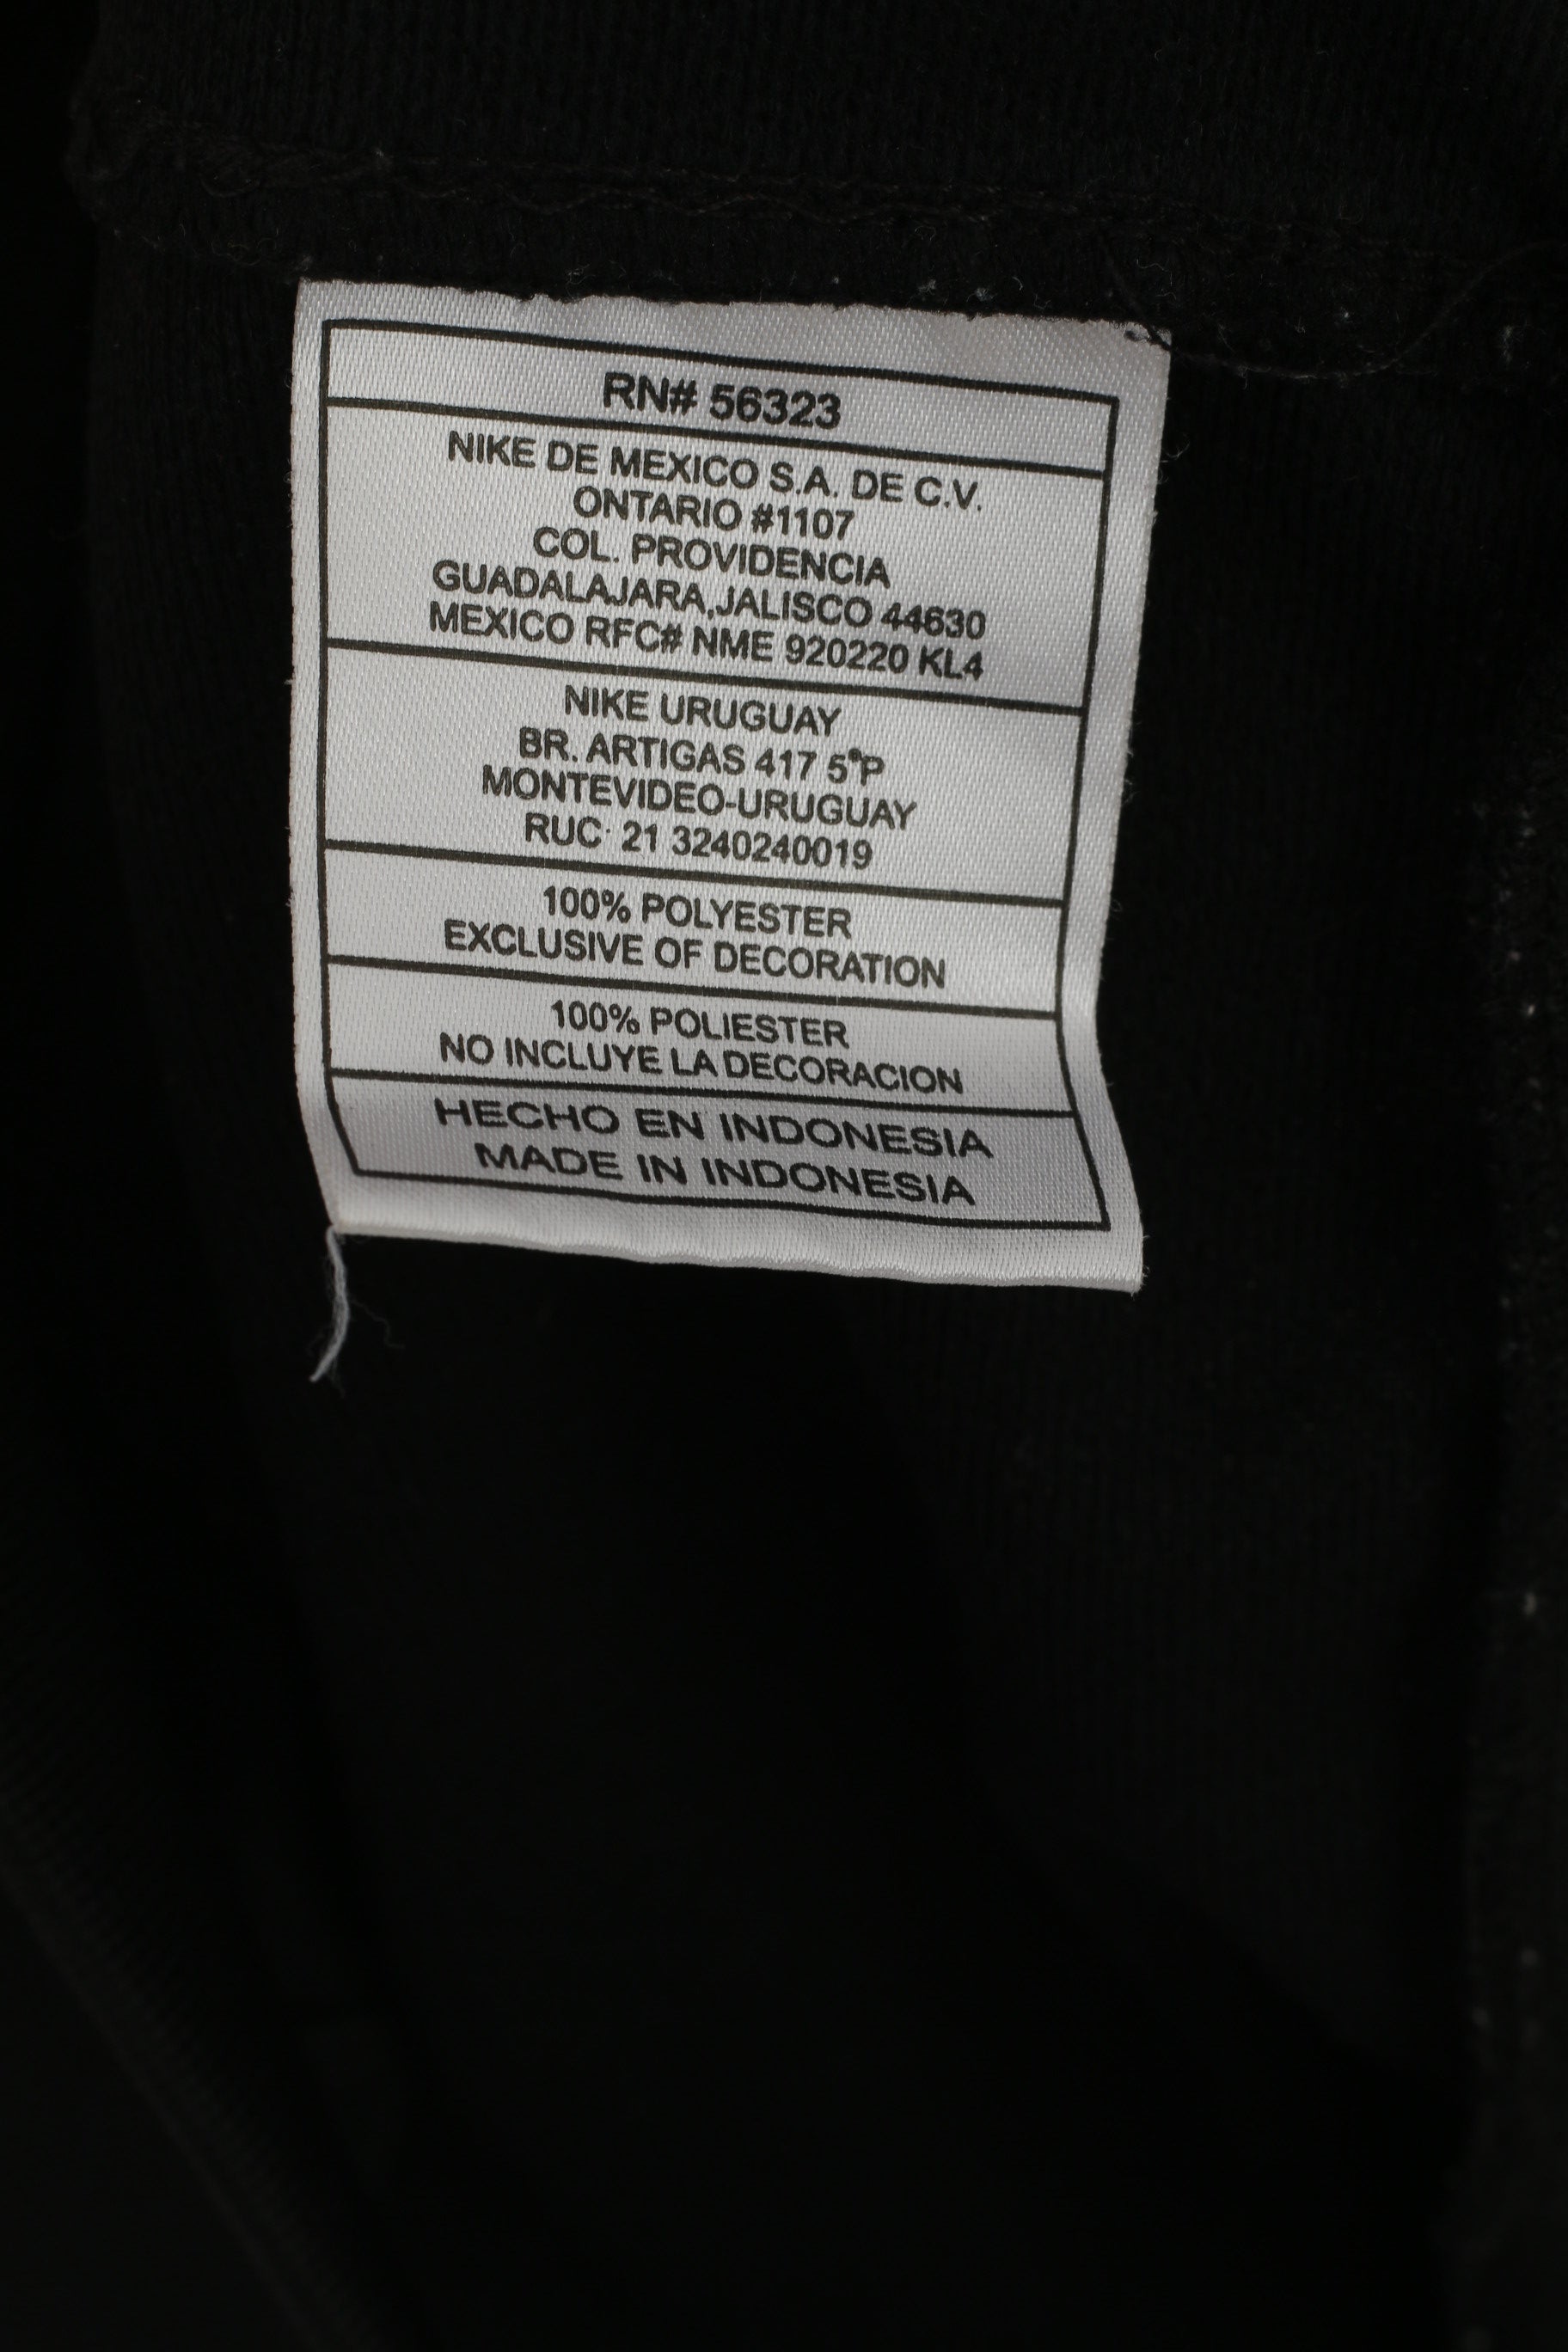 RN# 56323
NIKE DE MEXICO S.A. DE C.V.
ONTARIO #1107
COL. PROVIDENCIA
GUADALAJARA,JALISCO 44630
MEXICO RFC# NME 920220 KL4
NIKE URUGUAY
BR. ARTIGAS 417 5°P
MONTEVIDEO-URUGUAY
RUC· 21 3240240019
100% POLYESTER
EXCLUSIVE OF DECORATION
100% POLIESTER
NO INCLUYE LA DECORACION
HECHO EN INDONESIA
MADE IN INDONESIA